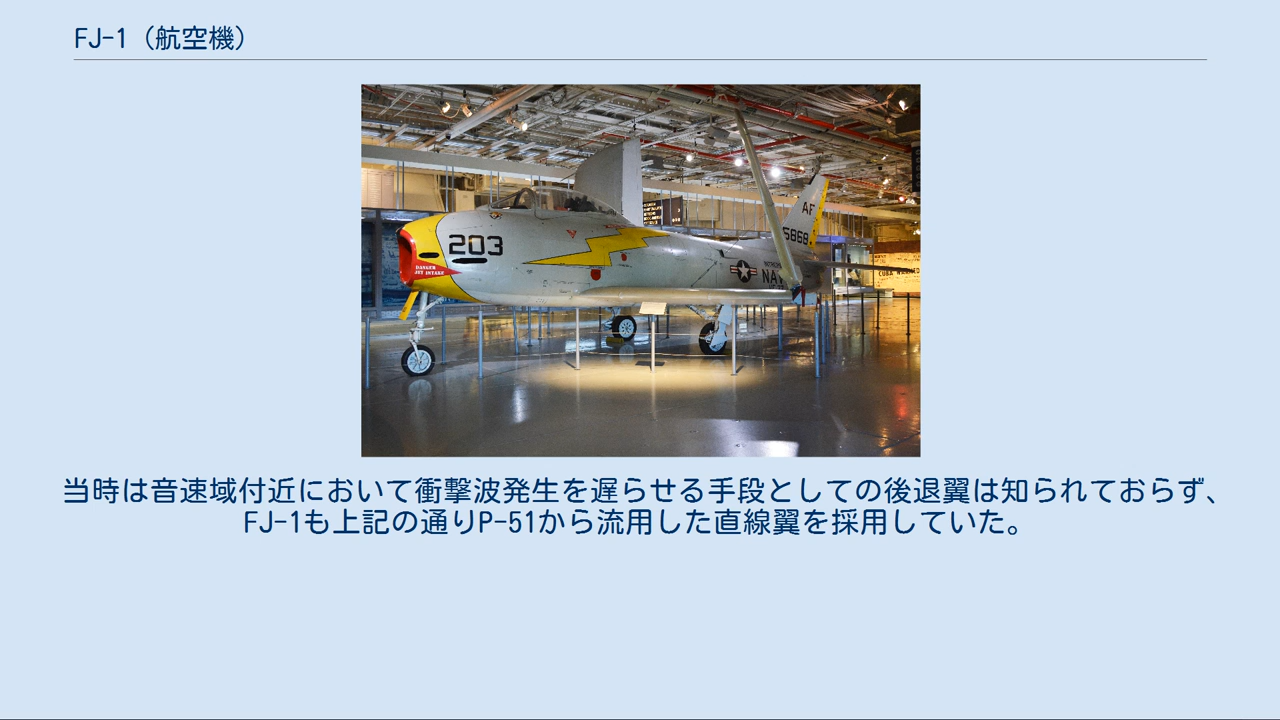 FJ-1（航空機）
203
DANGER
JET INTAKE
AF
5868
NAV
当時は音速域付近において衝撃波発生を遅らせる手段としての後退翼は知られておらず、
FJ-1も上記の通りP-51から流用した直線翼を採用していた。